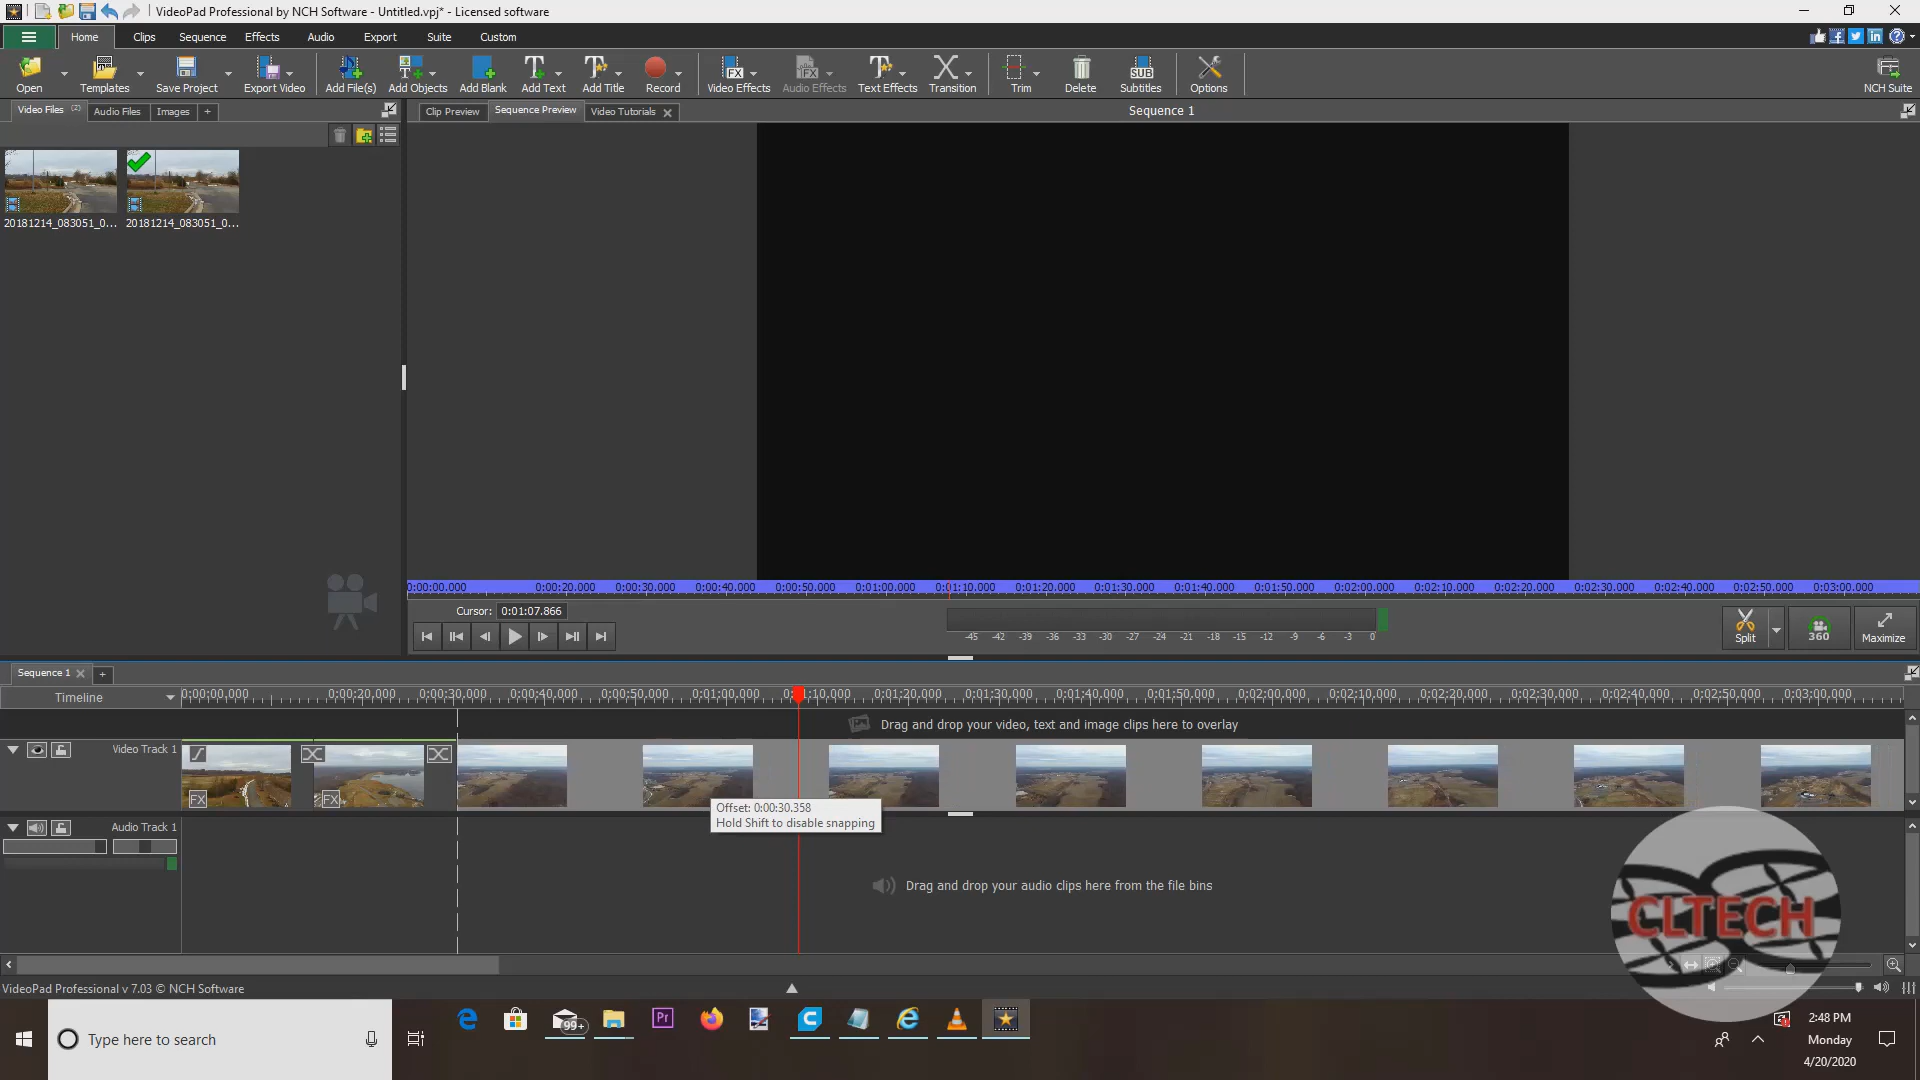 VideoPad Professional by NCH Software - Untitled.vpj* - Licensed software
Home Clips Sequence Effects Audio Export Suite Custom
Open Templates Save Project Export Video Add File(s) Add Objects Add Blank Add Text Add Title Record Video Effects Audio Effects Text Effects Transition Trim Delete Subtitles Options NCH Suite
Video Files (2) Audio Files Images +
Clip Preview Sequence Preview Video Tutorials
Sequence 1
20181214_083051_0... 20181214_083051_0...
0:00:00.000 0:00:20.000 0:00:30.000 0:00:40.000 0:00:50.000 0:01:00.000 0:01:10.000 0:01:20.000 0:01:30.000 0:01:40.000 0:01:50.000 0:02:00.000 0:02:10.000 0:02:20.000 0:02:30.000 0:02:40.000 0:02:50.000 0:03:00.000
Cursor: 0:01:07.866
-45 -42 -39 -36 -33 -30 -27 -24 -21 -18 -15 -12 -9 -6 -3 0
Split 360 Maximize
Sequence 1
Timeline 0:00:00.000 0:00:20.000 0:00:30.000 0:00:40.000 0:00:50.000 0:01:00.000 0:01:10.000 0:01:20.000 0:01:30.000 0:01:40.000 0:01:50.000 0:02:00.000 0:02:10.000 0:02:20.000 0:02:30.000 0:02:40.000 0:02:50.000 0:03:00.000
Drag and drop your video, text and image clips here to overlay
Video Track 1
FX FX
Offset: 0:00:30.358
Hold Shift to disable snapping
Audio Track 1
Drag and drop your audio clips here from the file bins
CLTECH
VideoPad Professional v 7.03 © NCH Software
Type here to search
99+
Pr
2:48 PM
Monday
4/20/2020